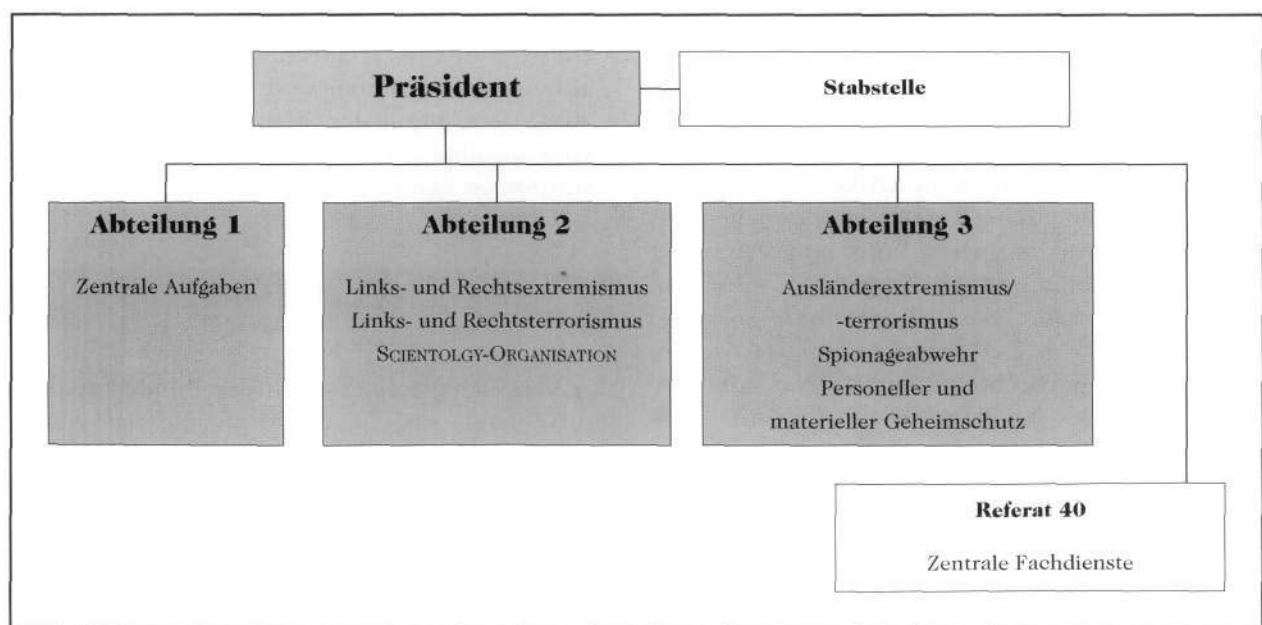 Präsident
Stabstelle
Abteilung 1
Zentrale Aufgaben
Abteilung 2
Links- und Rechtsextremismus
Links- und Rechtsterrorismus
SCIENTOLGY-ORGANISATION
Abteilung 3
Ausländerextremismus/
-terrorismus
Spionageabwehr
Personeller und
materieller Geheimschutz
Referat 40
Zentrale Fachdienste